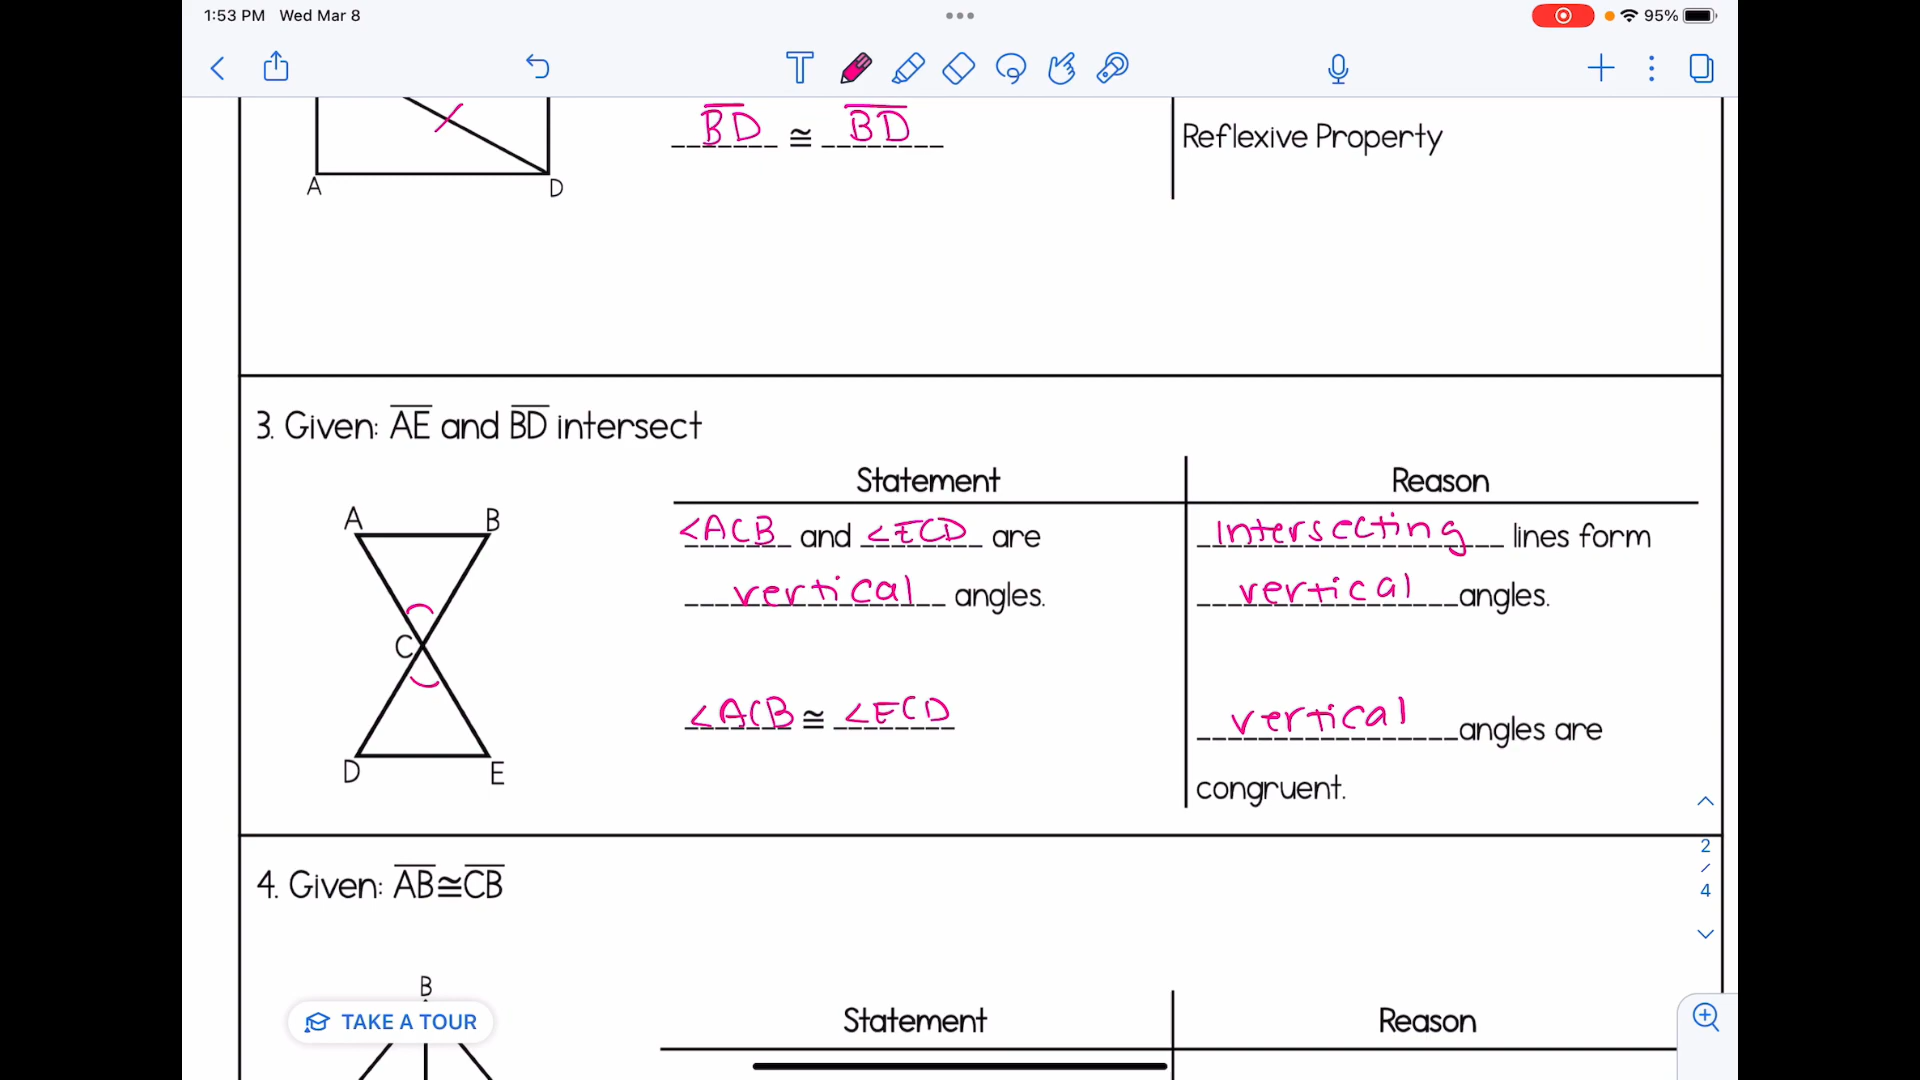 1:53 PM Wed Mar 8
95%
BD ≅ BD
Reflexive Property
A
D
3. Given: AE and BD intersect
Statement
Reason
A
B
C
D
E
∠ACB and ∠ECD are
vertical angles.
Intersecting lines form
vertical angles.
∠ACB ≅ ∠ECD
vertical angles are
congruent.
2
/
4
4. Given: AB≅CB
B
TAKE A TOUR
Statement
Reason